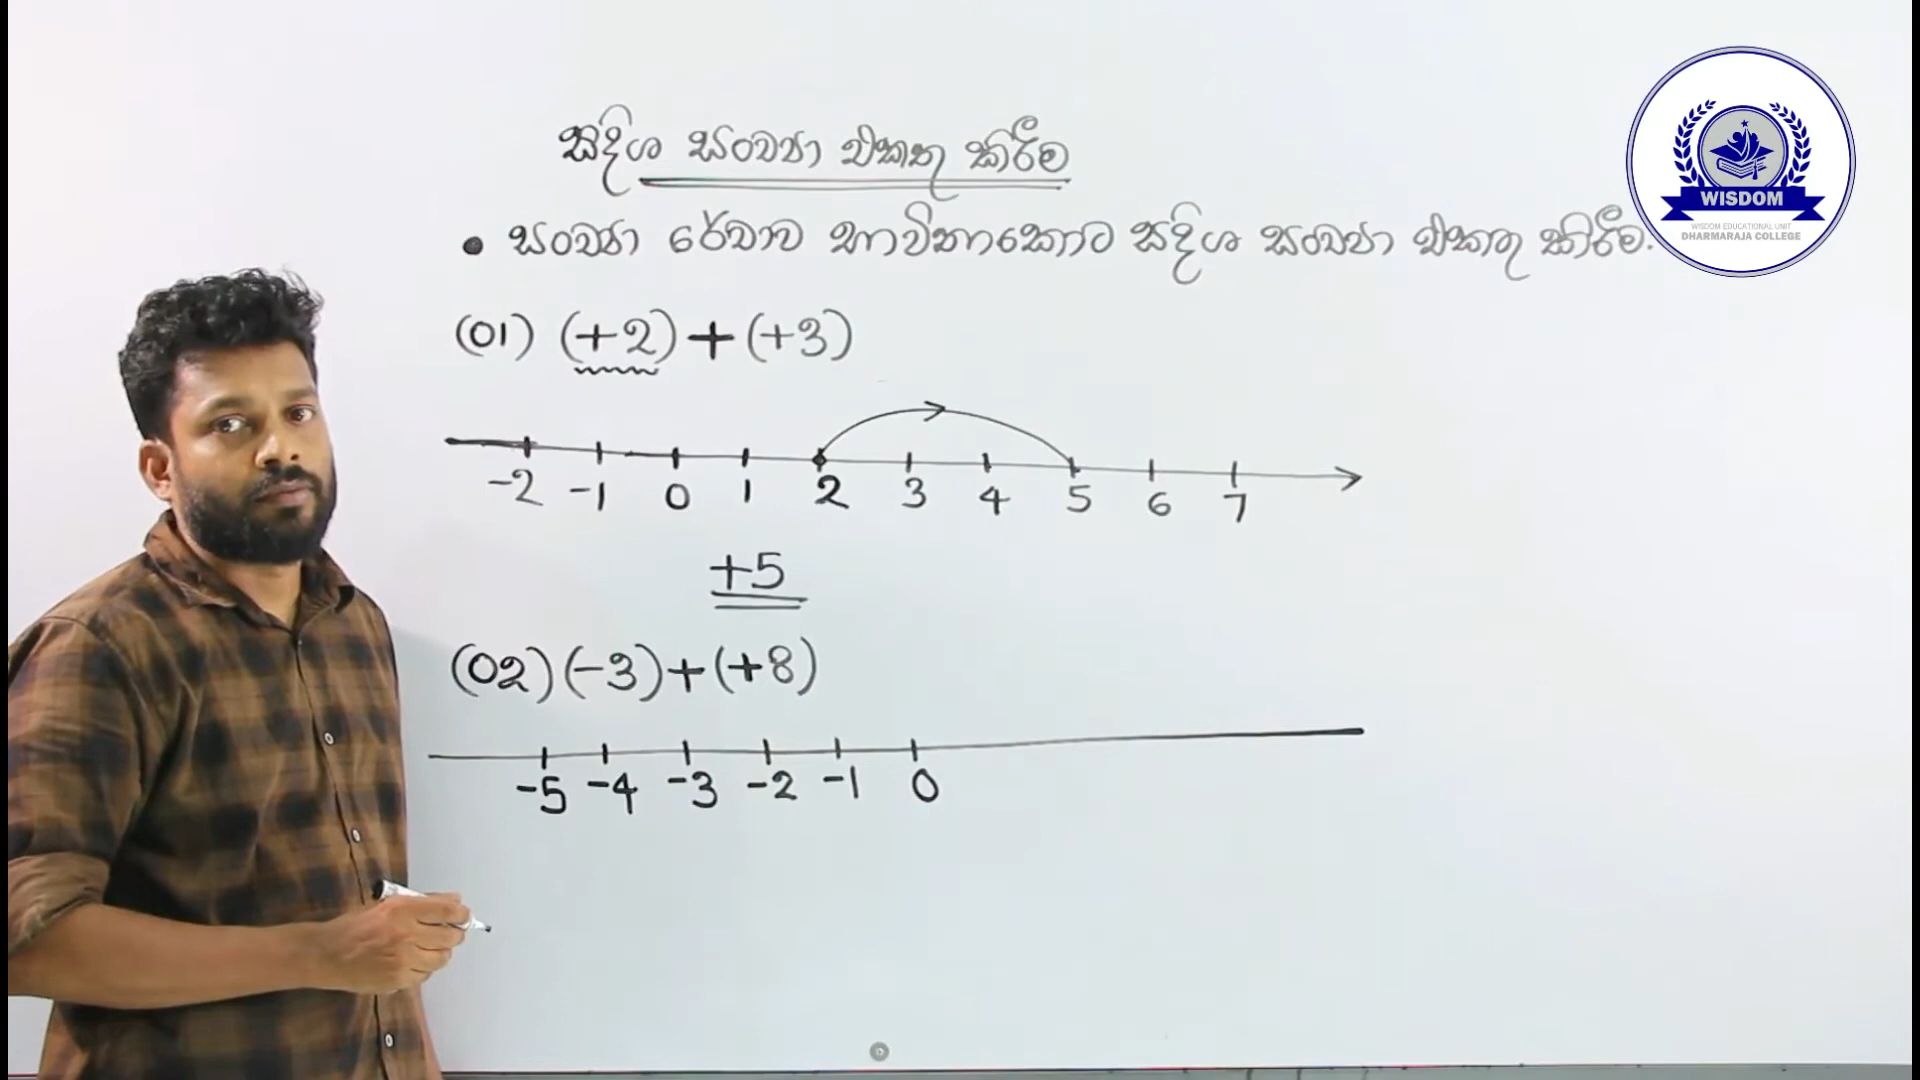 සදිශ සංඛ්‍යා එකතු කිරීම
• සංඛ්‍යා රේඛාව භාවිතාකොට සදිශ සංඛ්‍යා එකතු කිරීම.
(01) (+2) + (+3)
-2 -1 0 1 2 3 4 5 6 7
+5
(02) (-3) + (+8)
-5 -4 -3 -2 -1 0
WISDOM
WISDOM EDUCATIONAL UNIT
DHARMARAJA COLLEGE